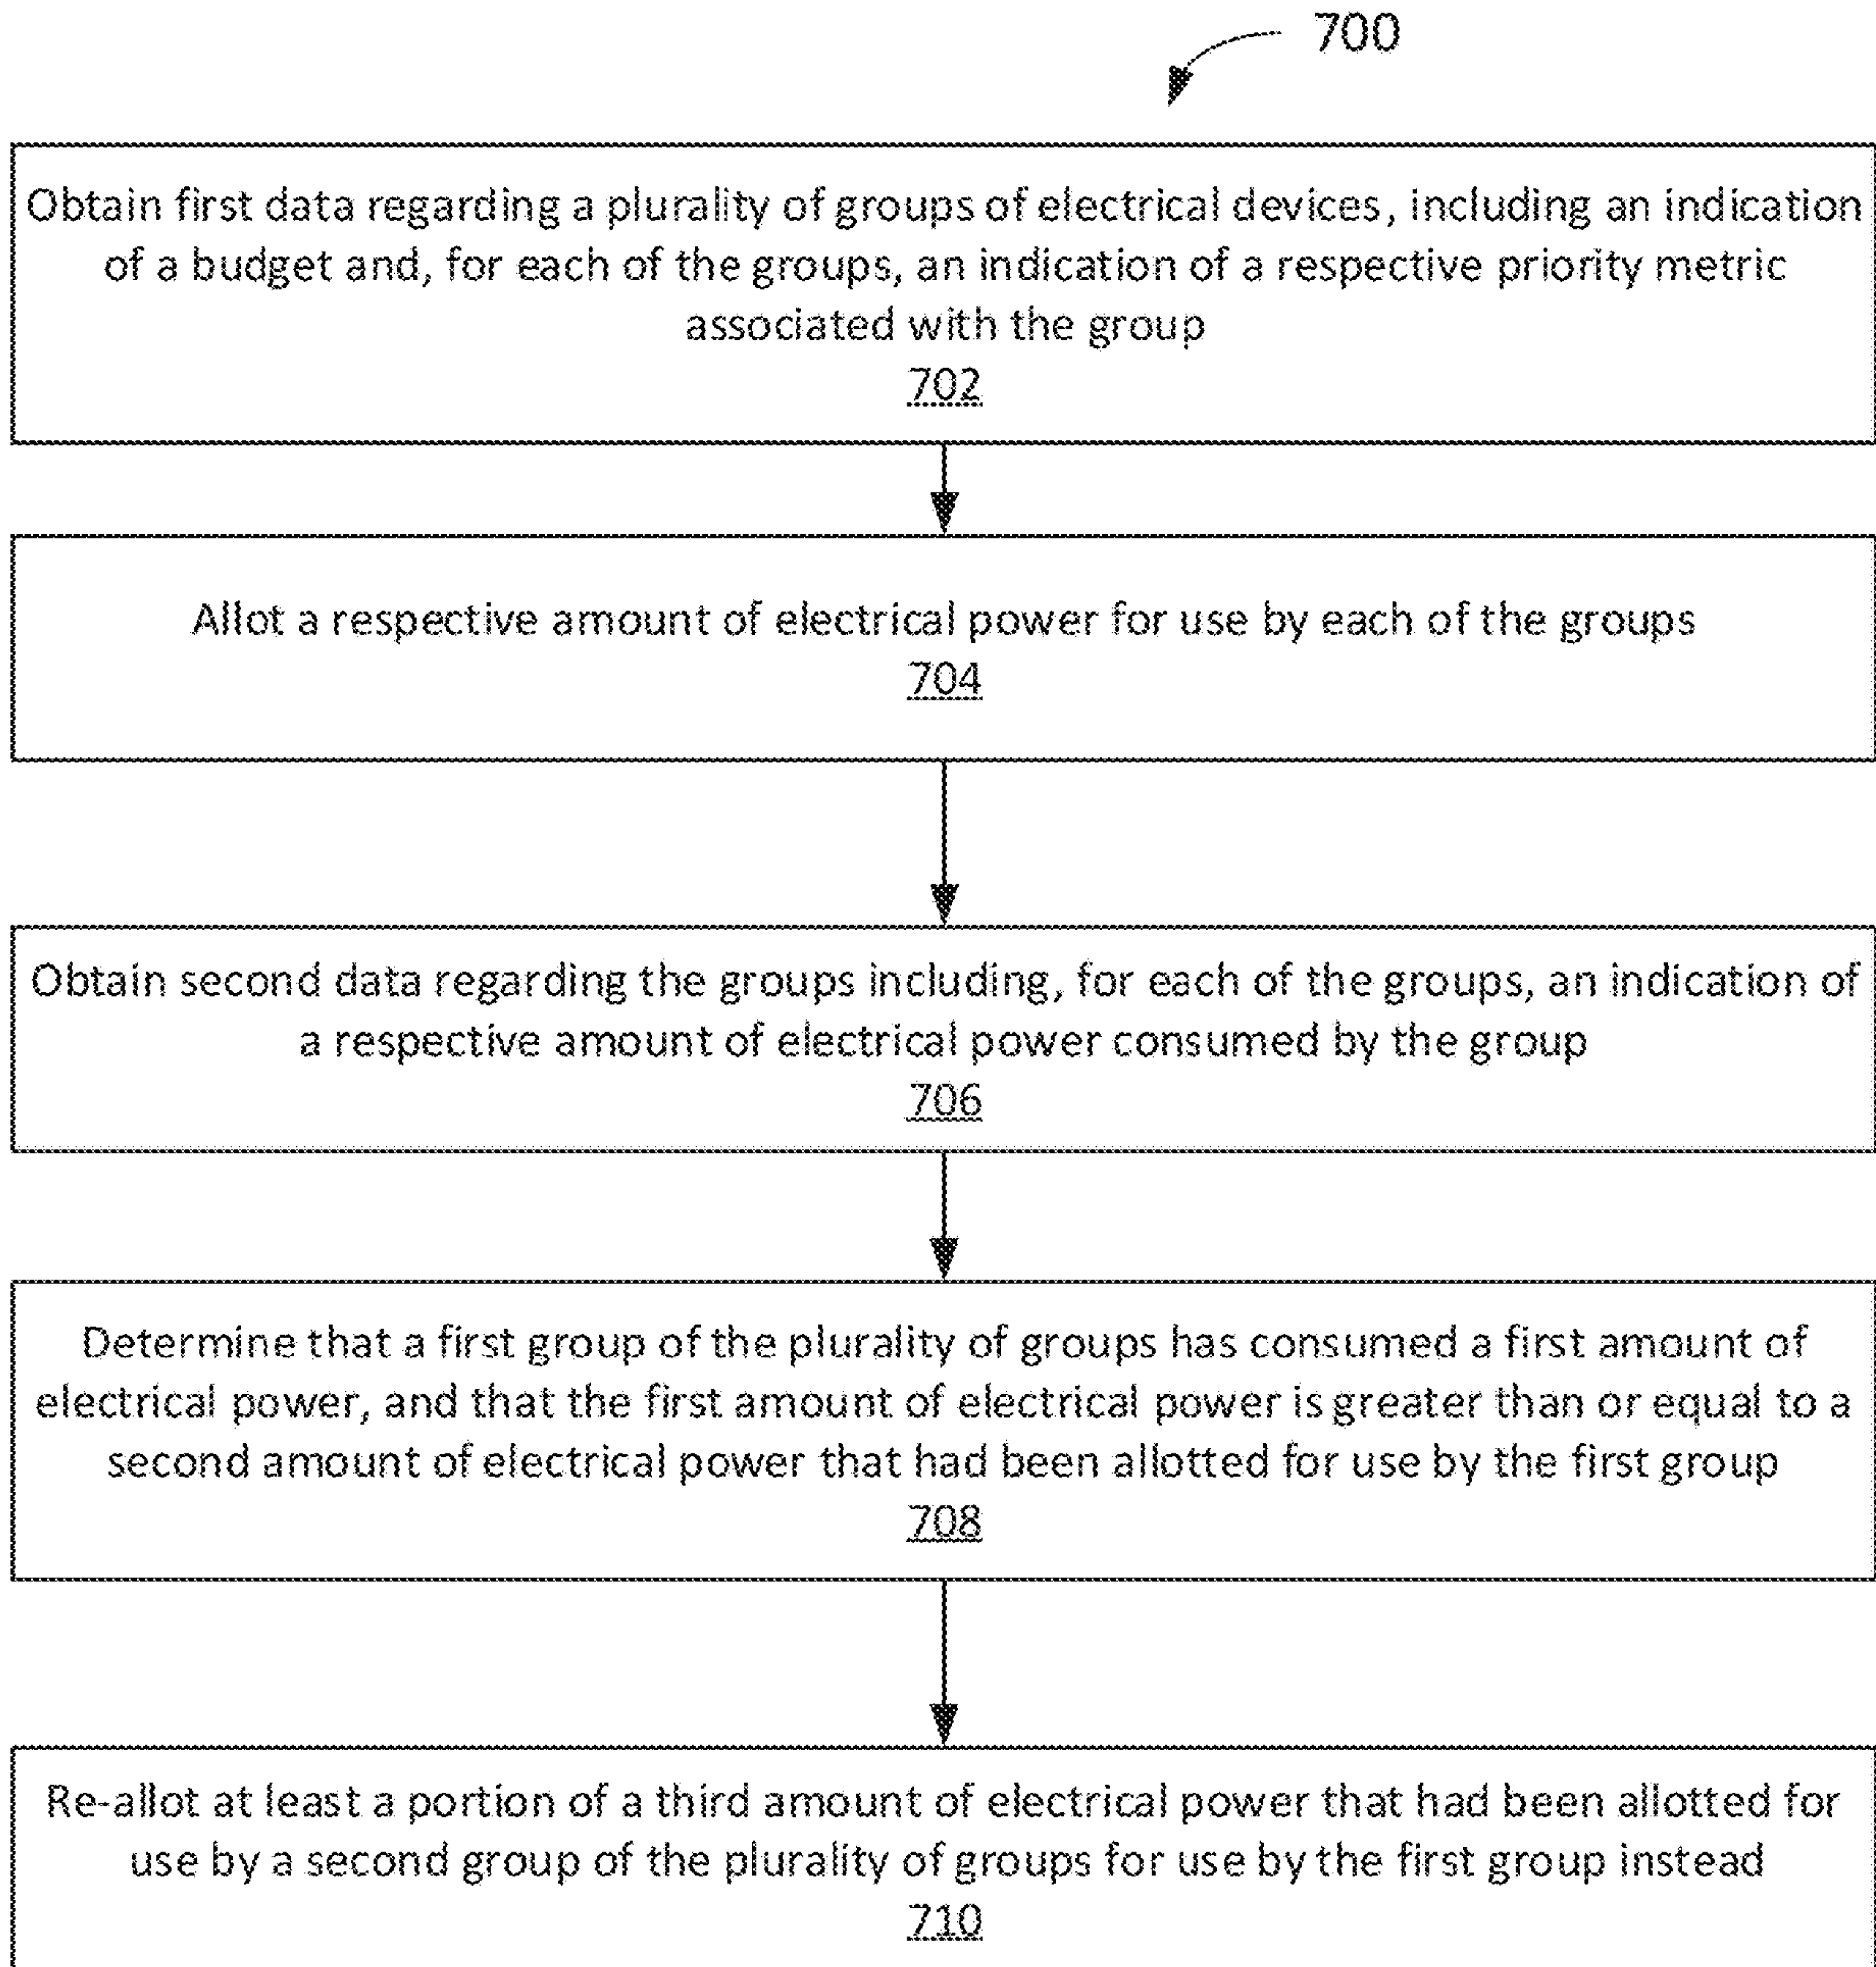 700
Obtain first data regarding a plurality of groups of electrical devices, including an indication
of a budget and, for each of the groups, an indication of a respective priority metric
associated with the group
702
Allot a respective amount of electrical power for use by each of the groups
704
Obtain second data regarding the groups including, for each of the groups, an indication of
a respective amount of electrical power consumed by the group
706
Determine that a first group of the plurality of groups has consumed a first amount of
electrical power, and that the first amount of electrical power is greater than or equal to a
second amount of electrical power that had been allotted for use by the first group
708
Re-allot at least a portion of a third amount of electrical power that had been allotted for
use by a second group of the plurality of groups for use by the first group instead
710